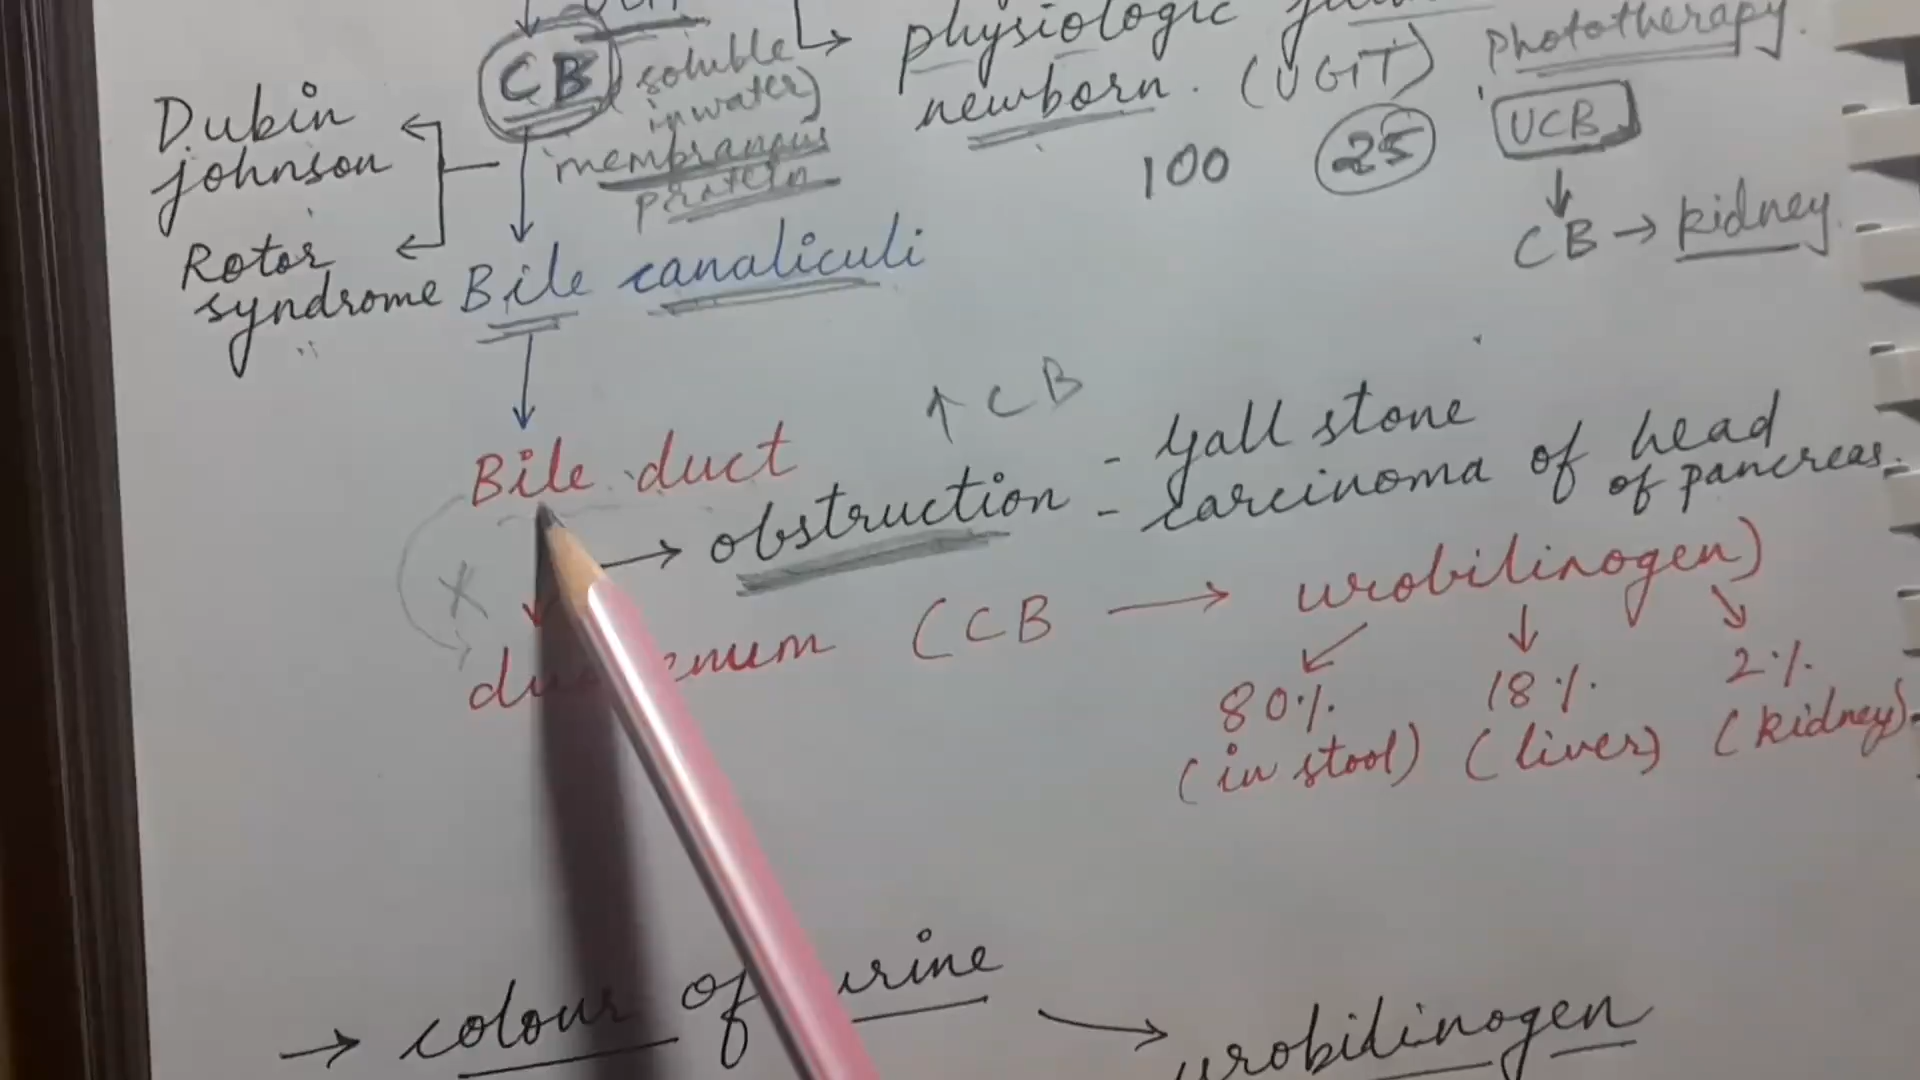 physiologic
newborn. (UGIT)
phototherapy.
CB soluble
in water)
membranous
protein
Dubin
johnson
Rotor
syndrome
100 25
UCB
CB → kidney
Bile canaliculi
↑ CB
Bile duct
→ obstruction - gall stone
- carcinoma of head
of pancreas.
X
(CB → urobilinogen)
80% 18% 2%
(in stool) (liver) (kidney)
→ colour of
urobilinogen